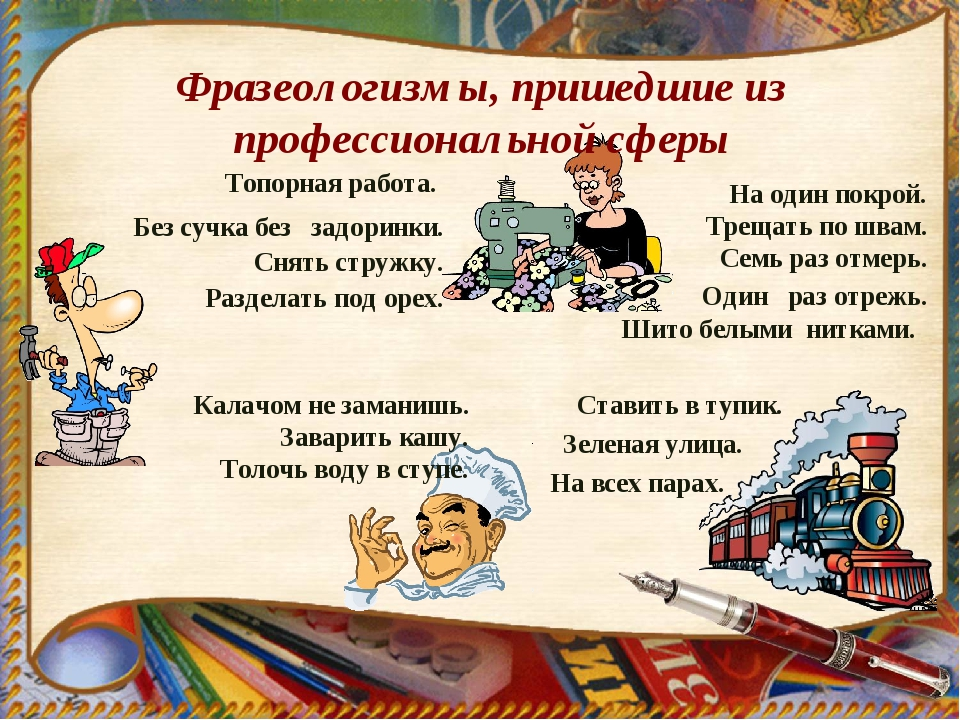 Фразеологизмы, пришедшие из
профессиональной сферы
Топорная работа.
Без сучка без задоринки.
Снять стружку.
Разделать под орех.
На один покрой.
Трещать по швам.
Семь раз отмерь.
Один раз отрежь.
Шито белыми нитками.
Калачом не заманишь.
Заварить кашу.
Толочь воду в ступе.
Ставить в тупик.
Зеленая улица.
На всех парах.